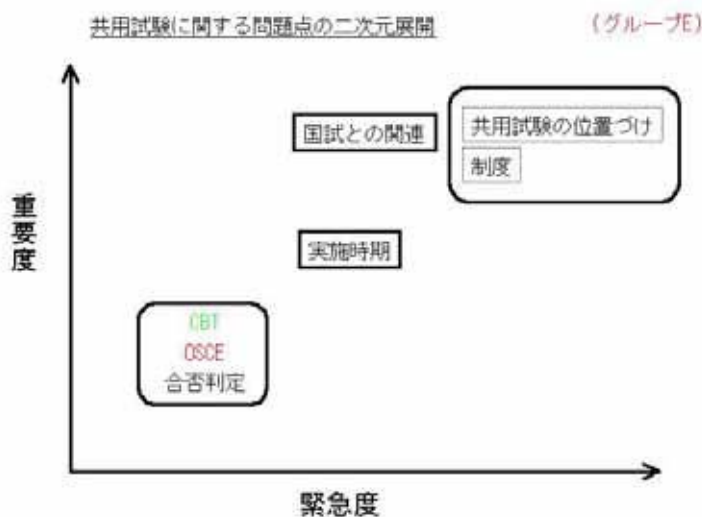 共用試験に関する問題点の二次元展開
(グループE)
国試との関連
共用試験の位置づけ
制度
重要度
実施時期
CBT
OSCE
合否判定
緊急度